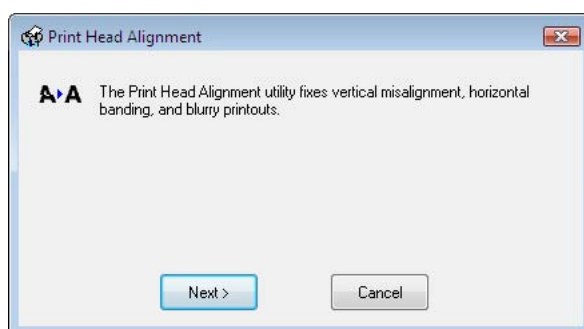 Print Head Alignment
A A The Print Head Alignment utility fixes vertical misalignment, horizontal
banding, and blurry printouts.
Next > Cancel